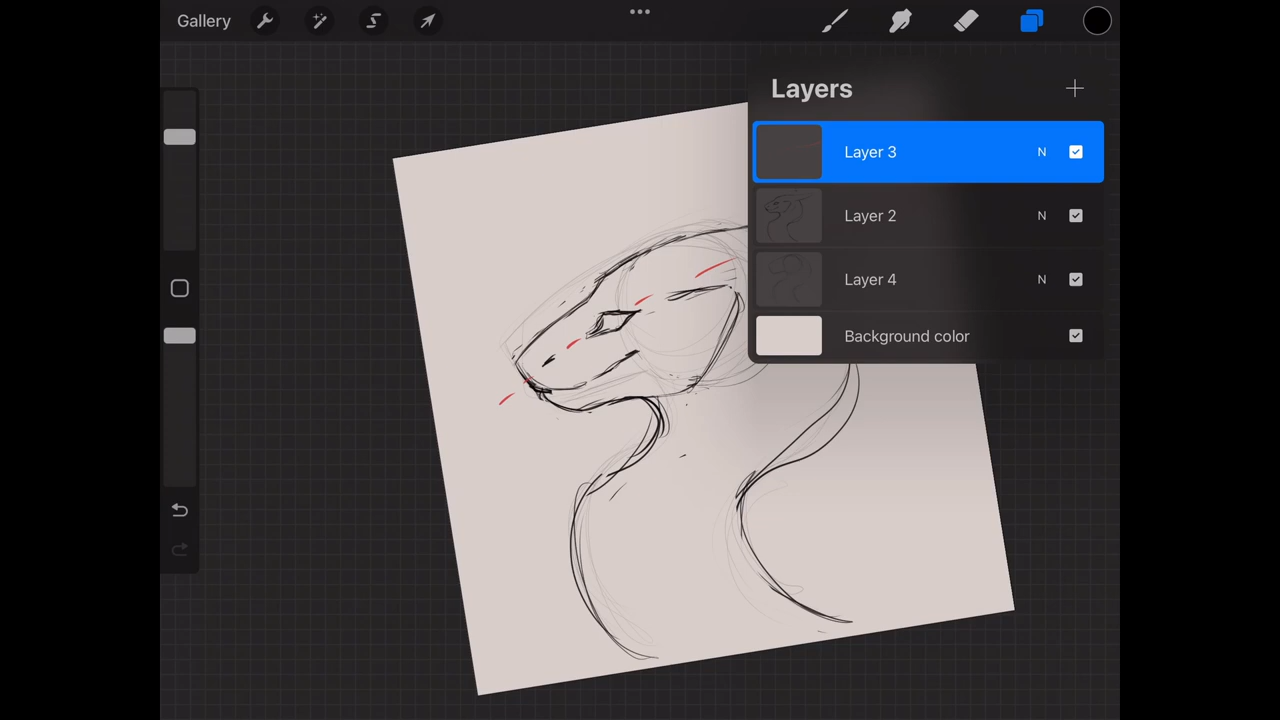 Gallery
Layers
Layer 3 N
Layer 2 N
Layer 4 N
Background color